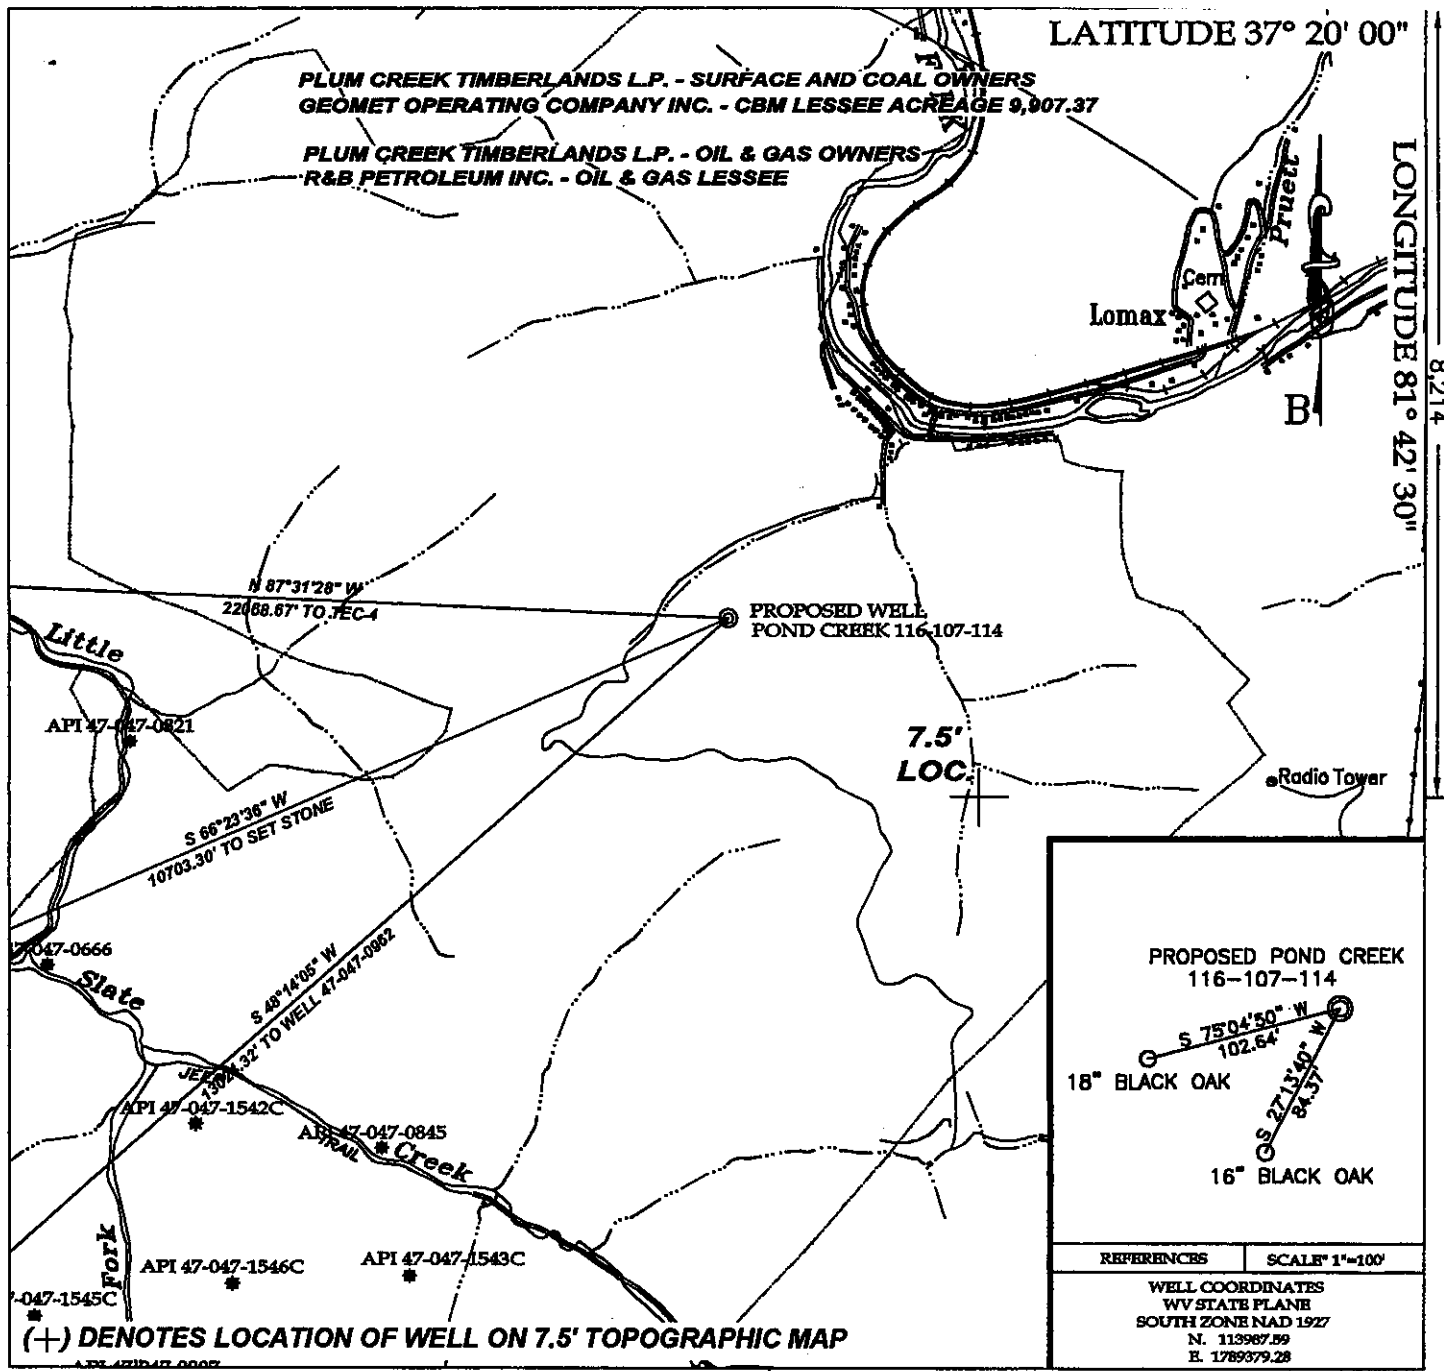 LATITUDE 37° 20' 00"
PLUM CREEK TIMBERLANDS L.P. - SURFACE AND COAL OWNERS
GEOMET OPERATING COMPANY INC. - CBM LESSEE ACREAGE 9,907.37
PLUM CREEK TIMBERLANDS L.P. - OIL & GAS OWNERS
R&B PETROLEUM INC. - OIL & GAS LESSEE
LONGITUDE 81° 42' 30"
8,214
Pruett
Cem
Lomax
B
N 87°31'28" W
22068.67' TO TEC-4
PROPOSED WELL
POND CREEK 116-107-114
Little
API 47-047-0821
7.5'
LOC.
Radio Tower
S 66°23'36" W
10703.30' TO SET STONE
047-0666
Slate
S 48°14'05" W
13024.32' TO WELL 47-047-0962
JEEP
API 47-047-1542C
API 47-047-0845
TRAIL
Creek
Fork
API 47-047-1546C
API 47-047-1543C
-047-1545C
(+) DENOTES LOCATION OF WELL ON 7.5' TOPOGRAPHIC MAP
PROPOSED POND CREEK
116-107-114
S 75°04'50" W
102.64'
18" BLACK OAK
S 27°13'40" W
84.37'
16" BLACK OAK
REFERENCES
SCALE" 1"=100'
WELL COORDINATES
WV STATE PLANE
SOUTH ZONE NAD 1927
N. 113987.59
E. 1789379.28